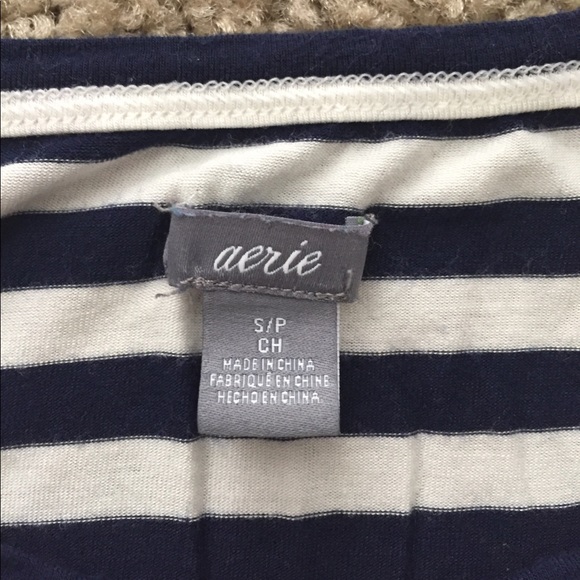 aerie
S/P
CH
MADE IN CHINA
FABRIQUÉ EN CHINE
HECHO EN CHINA